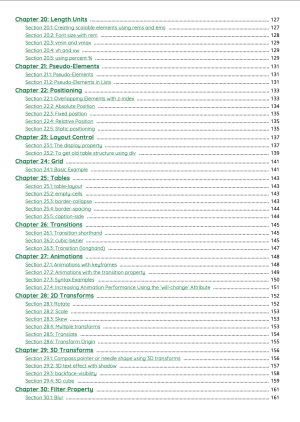 Chapter 20: Length Units 127
Section 20.1: Creating scalable elements using rems and ems 127
Section 20.2: Font size with rem 128
Section 20.3: vmin and vmax 129
Section 20.4: vh and vw 129
Section 20.5: using percent % 129
Chapter 21: Pseudo-Elements 131
Section 21.1: Pseudo-Elements 131
Section 21.2: Pseudo-Elements in Lists 131
Chapter 22: Positioning 133
Section 22.1: Overlapping Elements with z-index 133
Section 22.2: Absolute Position 134
Section 22.3: Fixed position 135
Section 22.4: Relative Position 135
Section 22.5: Static positioning 135
Chapter 23: Layout Control 137
Section 23.1: The display property 137
Section 23.2: To get old table structure using div 139
Chapter 24: Grid 141
Section 24.1: Basic Example 141
Chapter 25: Tables 143
Section 25.1: table-layout 143
Section 25.2: empty-cells 143
Section 25.3: border-collapse 143
Section 25.4: border-spacing 144
Section 25.5: caption-side 144
Chapter 26: Transitions 145
Section 26.1: Transition shorthand 145
Section 26.2: cubic-bezier 145
Section 26.3: Transition (longhand) 147
Chapter 27: Animations 148
Section 27.1: Animations with keyframes 148
Section 27.2: Animations with the transition property 149
Section 27.3: Syntax Examples 150
Section 27.4: Increasing Animation Performance Using the `will-change` Attribute 151
Chapter 28: 2D Transforms 152
Section 28.1: Rotate 152
Section 28.2: Scale 153
Section 28.3: Skew 153
Section 28.4: Multiple transforms 153
Section 28.5: Translate 154
Section 28.6: Transform Origin 155
Chapter 29: 3D Transforms 156
Section 29.1: Compass pointer or needle shape using 3D transforms 156
Section 29.2: 3D text effect with shadow 157
Section 29.3: backface-visibility 158
Section 29.4: 3D cube 159
Chapter 30: Filter Property 161
Section 30.1: Blur 161